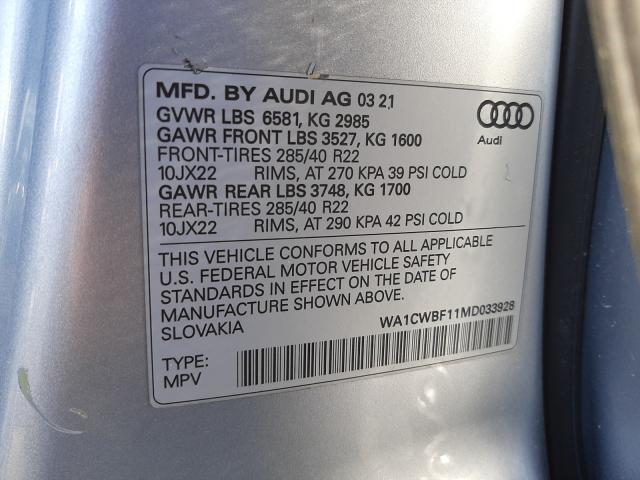 MFD. BY AUDI AG 03 21
GVWR LBS 6581, KG 2985
GAWR FRONT LBS 3527, KG 1600
FRONT-TIRES 285/40 R22
10JX22 RIMS, AT 270 KPA 39 PSI COLD
GAWR REAR LBS 3748, KG 1700
REAR-TIRES 285/40 R22
10JX22 RIMS, AT 290 KPA 42 PSI COLD
Audi
THIS VEHICLE CONFORMS TO ALL APPLICABLE
U.S. FEDERAL MOTOR VEHICLE SAFETY
STANDARDS IN EFFECT ON THE DATE OF
MANUFACTURE SHOWN ABOVE.
SLOVAKIA
WA1CWBF11MD033928
TYPE:
MPV